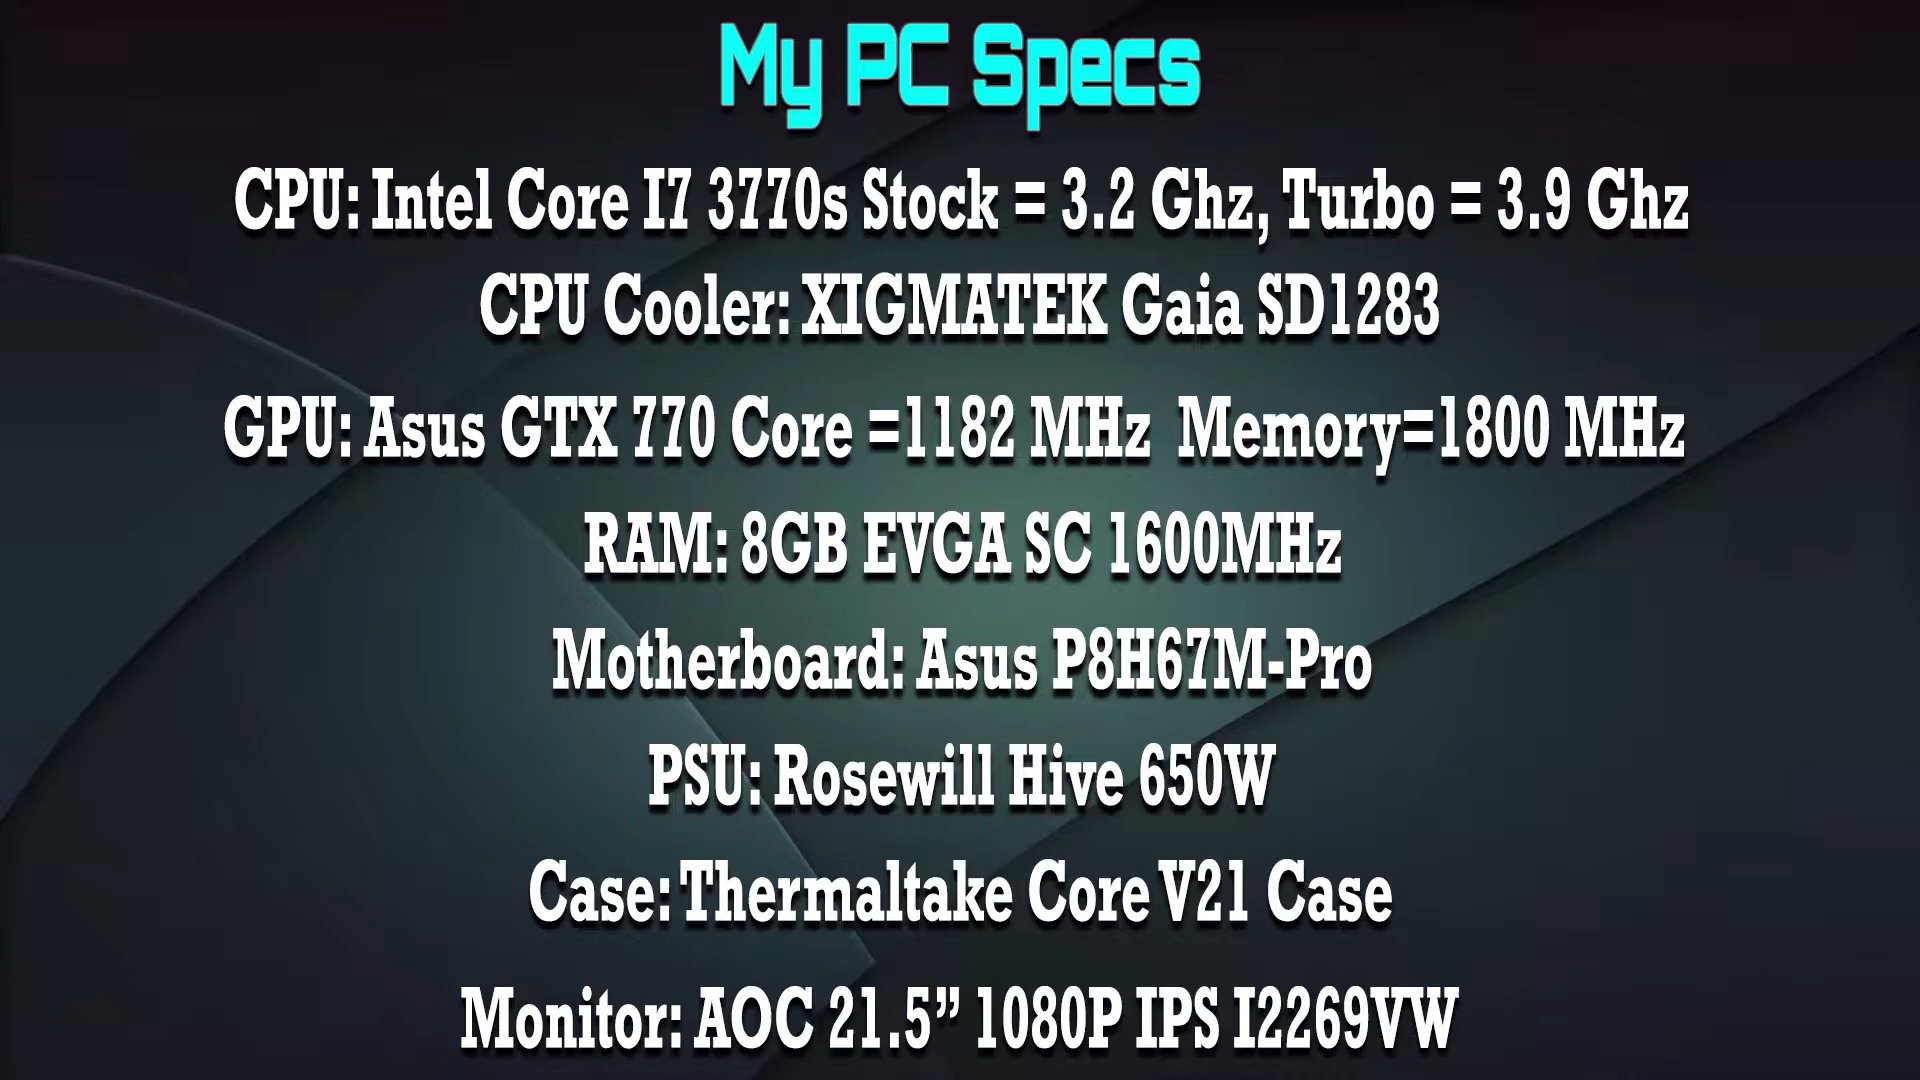 My PC Specs
CPU: Intel Core I7 3770s Stock = 3.2 Ghz, Turbo = 3.9 Ghz
CPU Cooler: XIGMATEK Gaia SD1283
GPU: Asus GTX 770 Core =1182 MHz  Memory=1800 MHz
RAM: 8GB EVGA SC 1600MHz
Motherboard: Asus P8H67M-Pro
PSU: Rosewill Hive 650W
Case: Thermaltake Core V21 Case
Monitor: AOC 21.5” 1080P IPS I2269VW